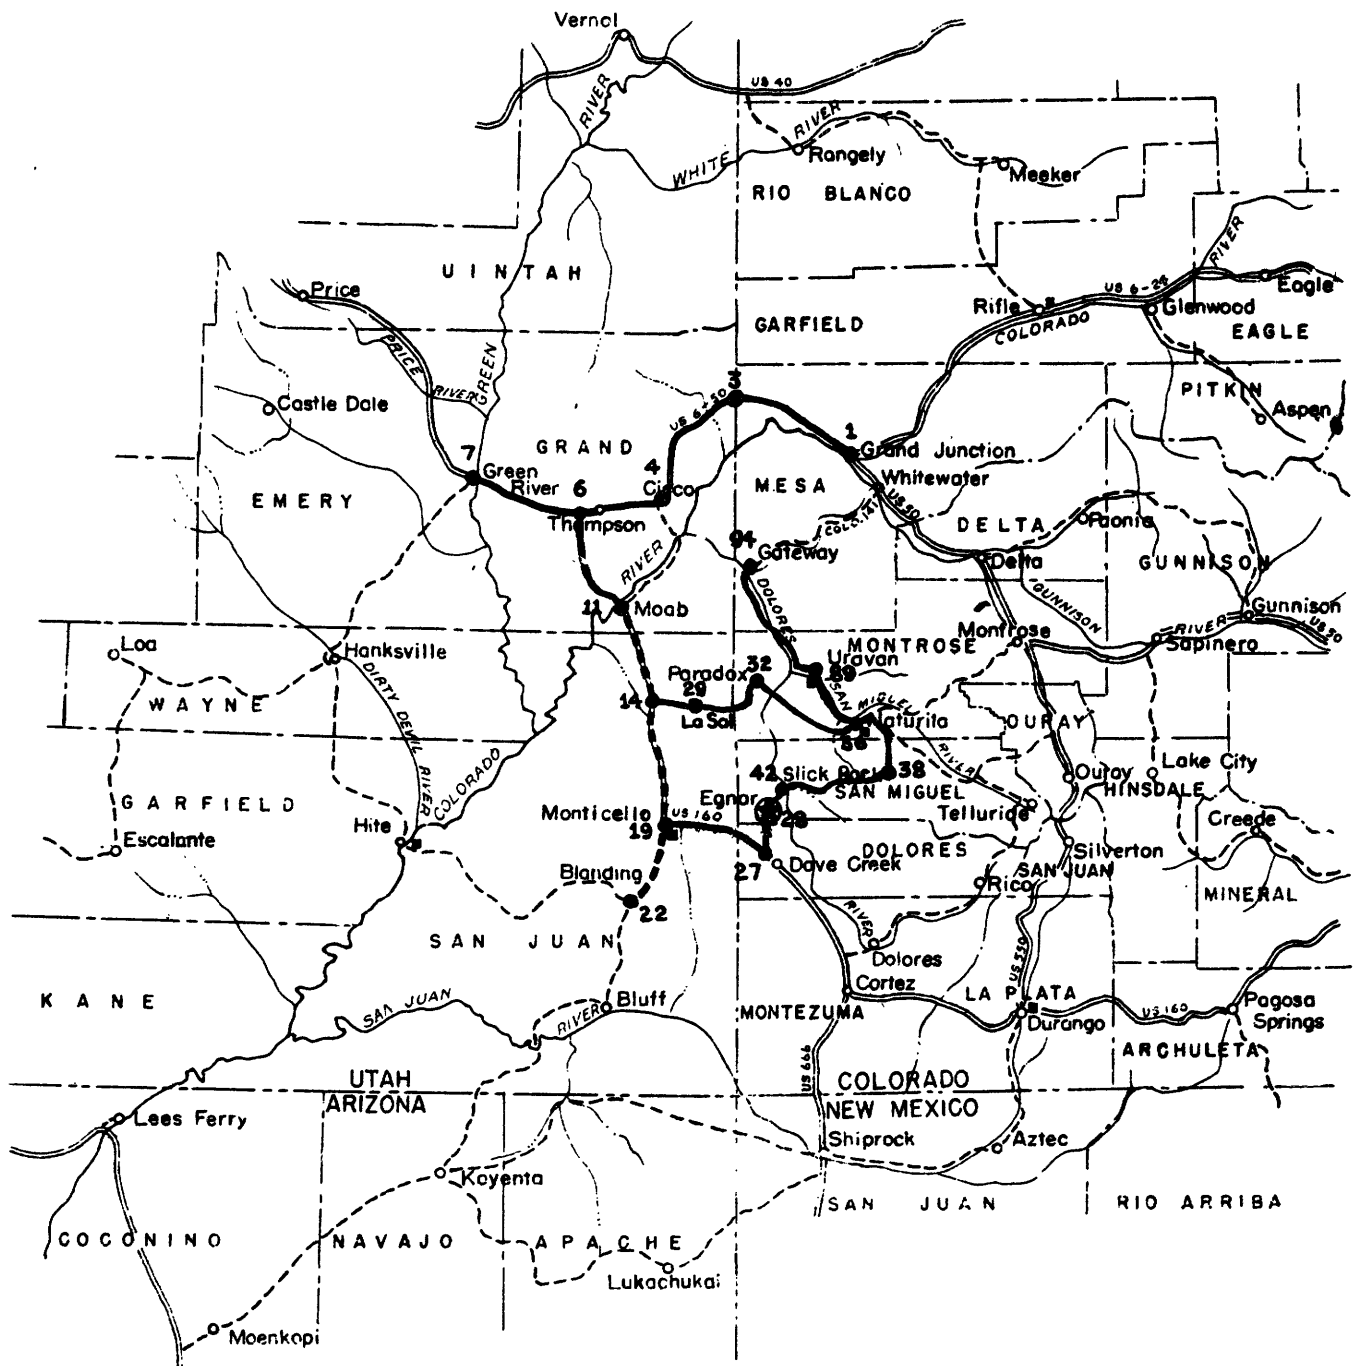 Vernal
US 40
RIVER
RIVER
WHITE
Rangely
Meeker
RIO BLANCO
UINTAH
RIVER
Price
US 6-24
Eagle
Rifle
Glenwood
GARFIELD
COLORADO
EAGLE
PRICE
RIVER
GREEN
3
PITKIN
Castle Dale
US 6+50
Aspen
GRAND
1
Grand Junction
7
4
Green
River
Whitewater
EMERY
6
Cisco
MESA
US 50
Thompson
DELTA
Paonia
94
Gateway
Delta
GUNNISON
RIVER
DOLORES
GUNNISON
11
Moab
Gunnison
RIVER
US 50
Loa
Montrose
Sapinero
Hanksville
MONTROSE
Uravan
32
Paradox
89
DIRTY DEVIL RIVER
SAN MIGUEL
RIVER
WAYNE
14
29
La Sal
Naturita
OURAY
Lake City
COLORADO
42
Slick Rock
38
Ouray
HINSDALE
GARFIELD
Egnar
SAN MIGUEL
Telluride
Monticello
US 160
Hite
19
28
Creede
Escalante
DOLORES
Silverton
27
Dove Creek
SAN JUAN
Blanding
Rico
MINERAL
22
RIVER
SAN JUAN
Dolores
US 550
KANE
Cortez
LA PLATA
SAN JUAN
RIVER
Bluff
MONTEZUMA
Durango
US 160
Pagosa
Springs
ARCHULETA
US 666
UTAH
COLORADO
ARIZONA
NEW MEXICO
Lees Ferry
Shiprock
Aztec
Kayenta
SAN JUAN
RIO ARRIBA
COCONINO
NAVAJO
APACHE
Lukachukai
Moenkopi